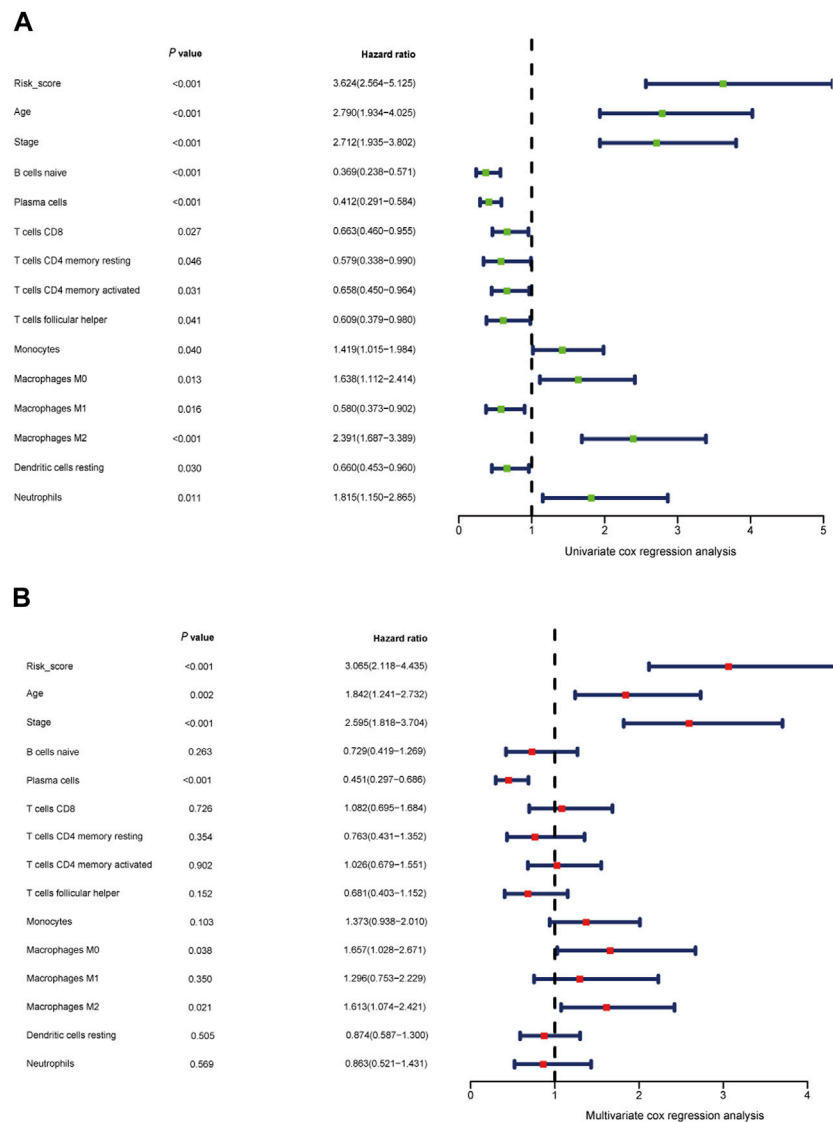 A
P value Hazard ratio
Risk_score <0.001 3.624(2.564−5.125)
Age <0.001 2.790(1.934−4.025)
Stage <0.001 2.712(1.935−3.802)
B cells naive <0.001 0.369(0.238−0.571)
Plasma cells <0.001 0.412(0.291−0.584)
T cells CD8 0.027 0.663(0.460−0.955)
T cells CD4 memory resting 0.046 0.579(0.338−0.990)
T cells CD4 memory activated 0.031 0.658(0.450−0.964)
T cells follicular helper 0.041 0.609(0.379−0.980)
Monocytes 0.040 1.419(1.015−1.984)
Macrophages M0 0.013 1.638(1.112−2.414)
Macrophages M1 0.016 0.580(0.373−0.902)
Macrophages M2 <0.001 2.391(1.687−3.389)
Dendritic cells resting 0.030 0.660(0.453−0.960)
Neutrophils 0.011 1.815(1.150−2.865)
0 1 2 3 4 5
Univariate cox regression analysis
B
P value Hazard ratio
Risk_score <0.001 3.065(2.118−4.435)
Age 0.002 1.842(1.241−2.732)
Stage <0.001 2.595(1.818−3.704)
B cells naive 0.263 0.729(0.419−1.269)
Plasma cells <0.001 0.451(0.297−0.686)
T cells CD8 0.726 1.082(0.695−1.684)
T cells CD4 memory resting 0.354 0.763(0.431−1.352)
T cells CD4 memory activated 0.902 1.026(0.679−1.551)
T cells follicular helper 0.152 0.681(0.403−1.152)
Monocytes 0.103 1.373(0.938−2.010)
Macrophages M0 0.038 1.657(1.028−2.671)
Macrophages M1 0.350 1.296(0.753−2.229)
Macrophages M2 0.021 1.613(1.074−2.421)
Dendritic cells resting 0.505 0.874(0.587−1.300)
Neutrophils 0.569 0.863(0.521−1.431)
0 1 2 3 4
Multivariate cox regression analysis